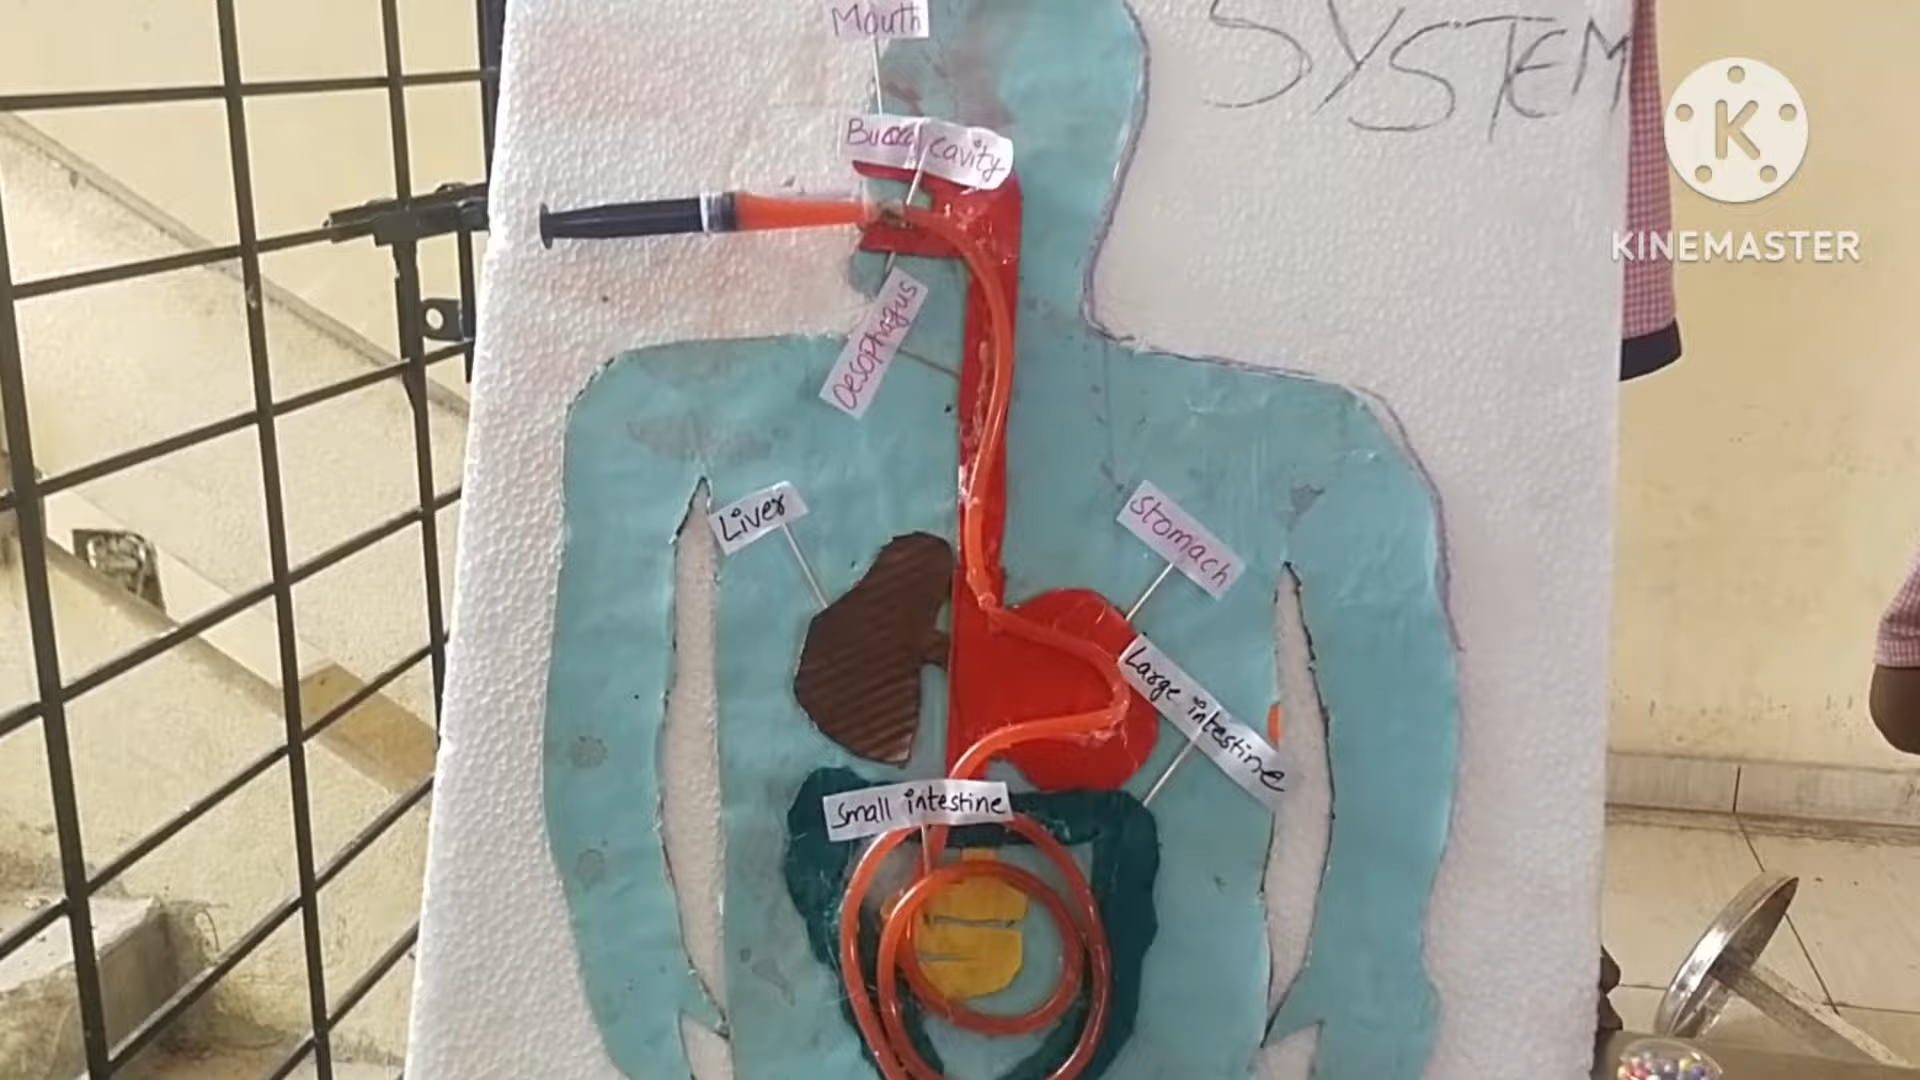 Mouth
SYSTEM
K
KINEMASTER
Buccal cavity
Oesophagus
Liver
Stomach
Large intestine
Small intestine